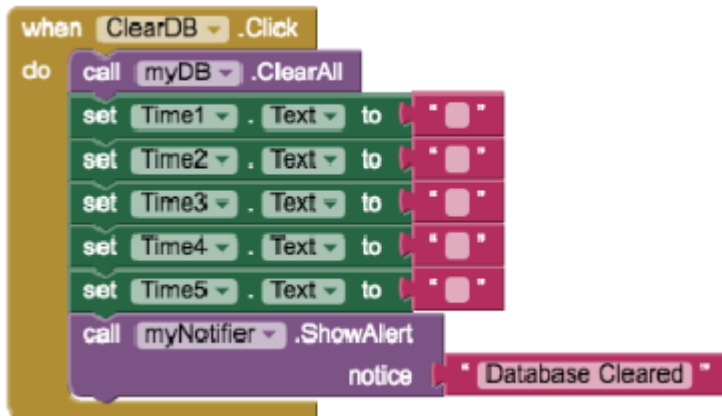 when ClearDB .Click
do call myDB .ClearAll
set Time1 . Text to " "
set Time2 . Text to " "
set Time3 . Text to " "
set Time4 . Text to " "
set Time5 . Text to " "
call myNotifier .ShowAlert
notice " Database Cleared "